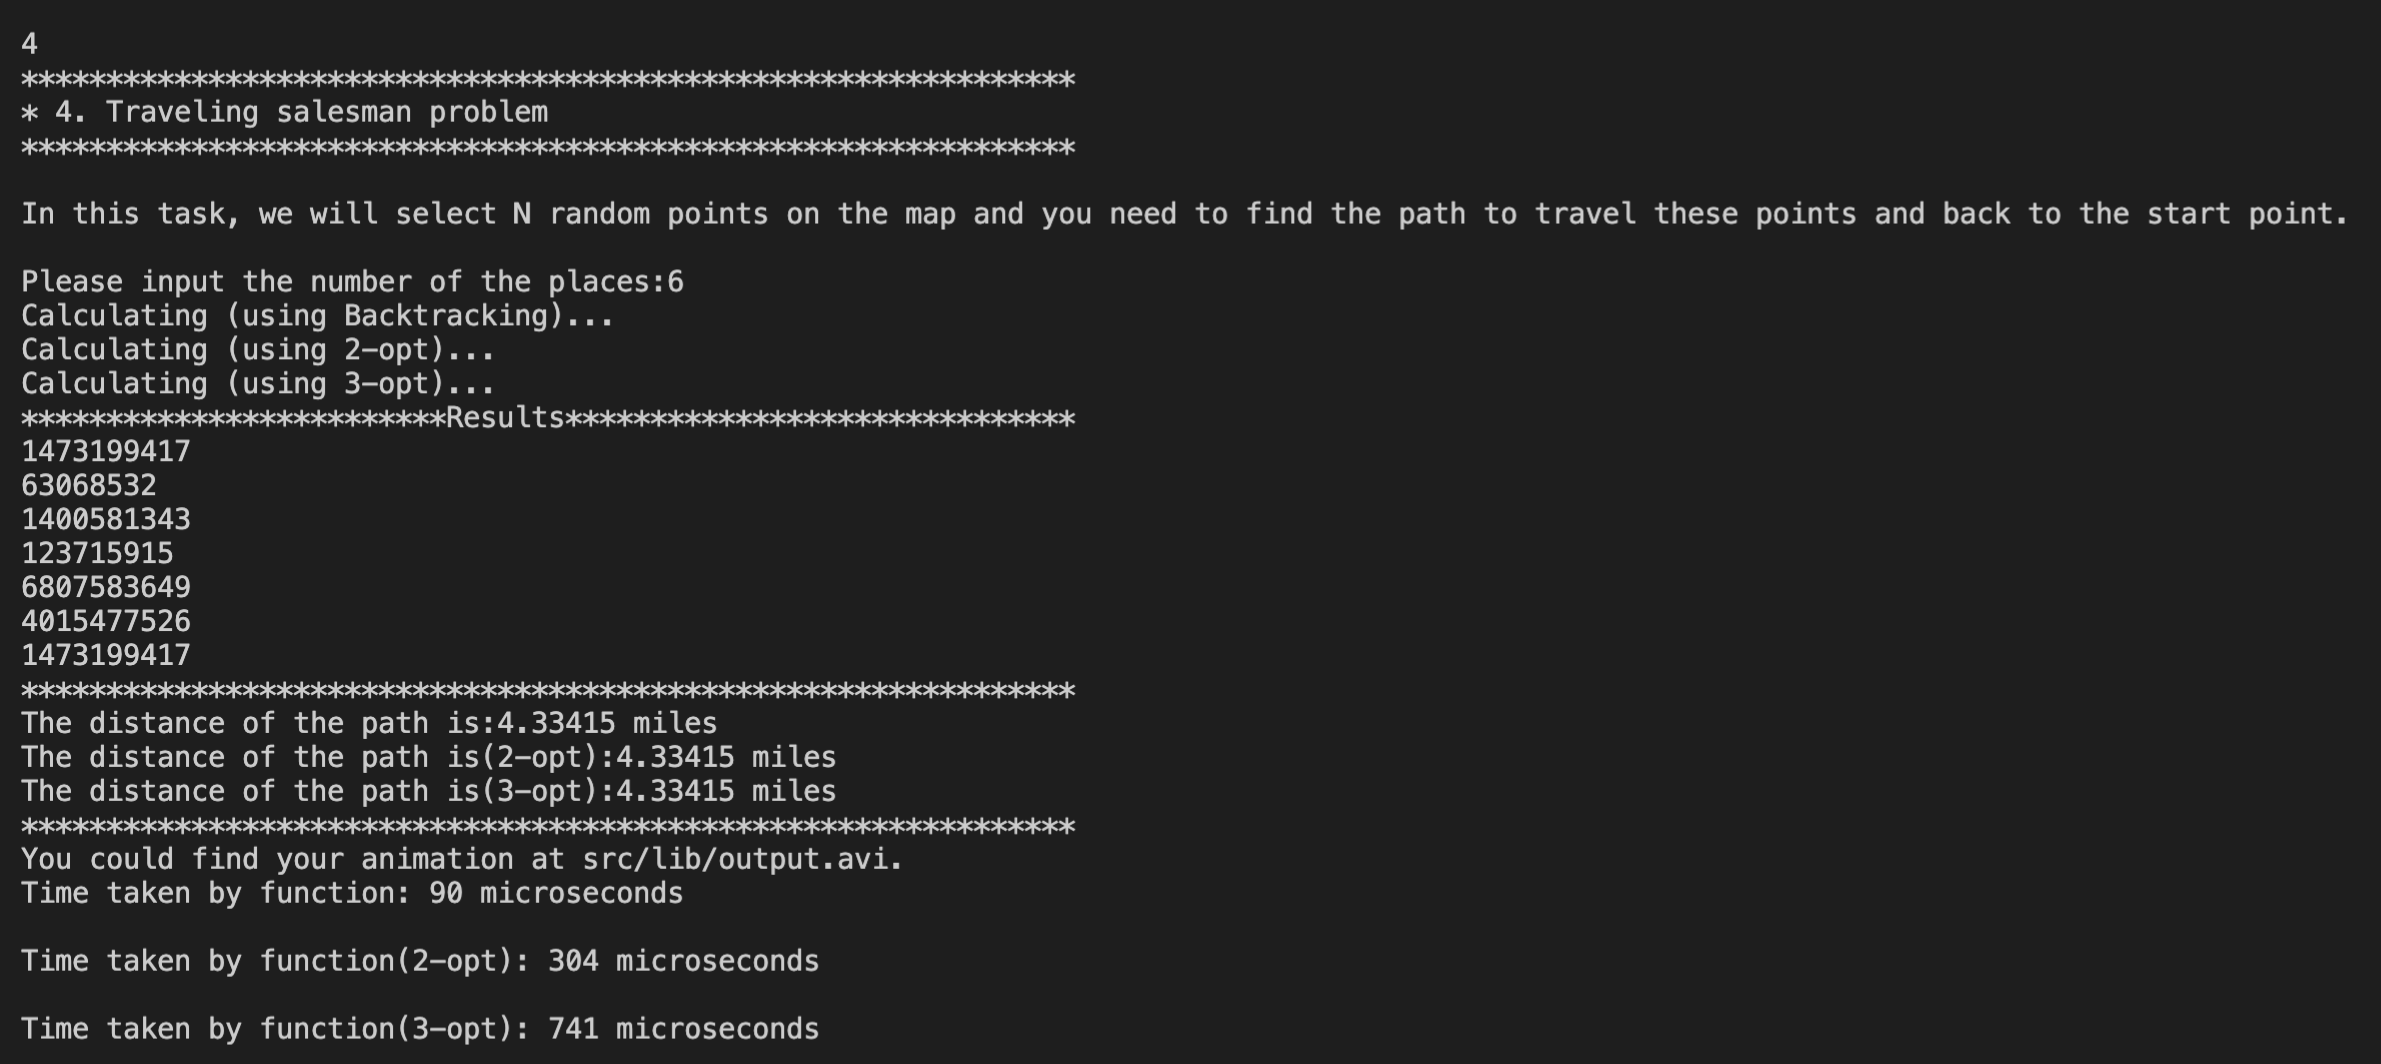 4
**************************************************************
* 4. Traveling salesman problem
**************************************************************
In this task, we will select N random points on the map and you need to find the path to travel these points and back to the start point.
Please input the number of the places:6
Calculating (using Backtracking)...
Calculating (using 2-opt)...
Calculating (using 3-opt)...
*************************Results******************************
1473199417
63068532
1400581343
123715915
6807583649
4015477526
1473199417
**************************************************************
The distance of the path is:4.33415 miles
The distance of the path is(2-opt):4.33415 miles
The distance of the path is(3-opt):4.33415 miles
**************************************************************
You could find your animation at src/lib/output.avi.
Time taken by function: 90 microseconds
Time taken by function(2-opt): 304 microseconds
Time taken by function(3-opt): 741 microseconds